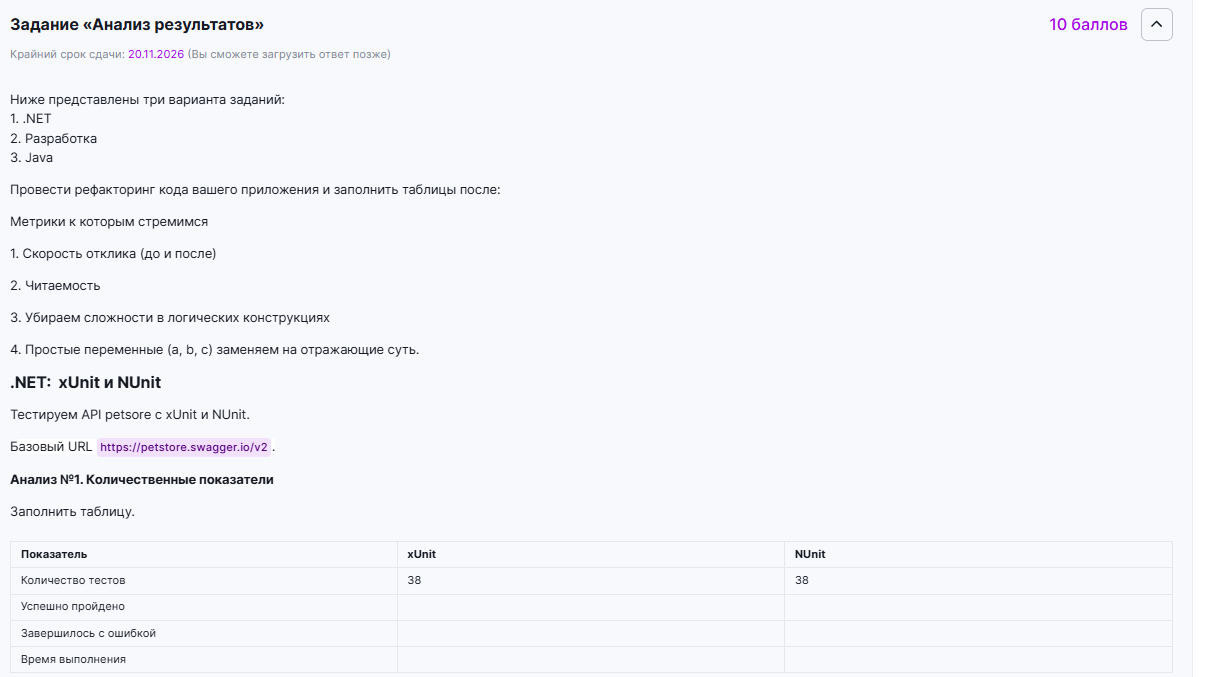 Задание «Анализ результатов»
10 баллов
Крайний срок сдачи: 20.11.2026 (Вы сможете загрузить ответ позже)
Ниже представлены три варианта заданий:
1. .NET
2. Разработка
3. Java
Провести рефакторинг кода вашего приложения и заполнить таблицы после:
Метрики к которым стремимся
1. Скорость отклика (до и после)
2. Читаемость
3. Убираем сложности в логических конструкциях
4. Простые переменные (a, b, c) заменяем на отражающие суть.
.NET: xUnit и NUnit
Тестируем API petsore с xUnit и NUnit.
Базовый URL https://petstore.swagger.io/v2.
Анализ №1. Количественные показатели
Заполнить таблицу.
Показатель xUnit NUnit
Количество тестов 38 38
Успешно пройдено
Завершилось с ошибкой
Время выполнения